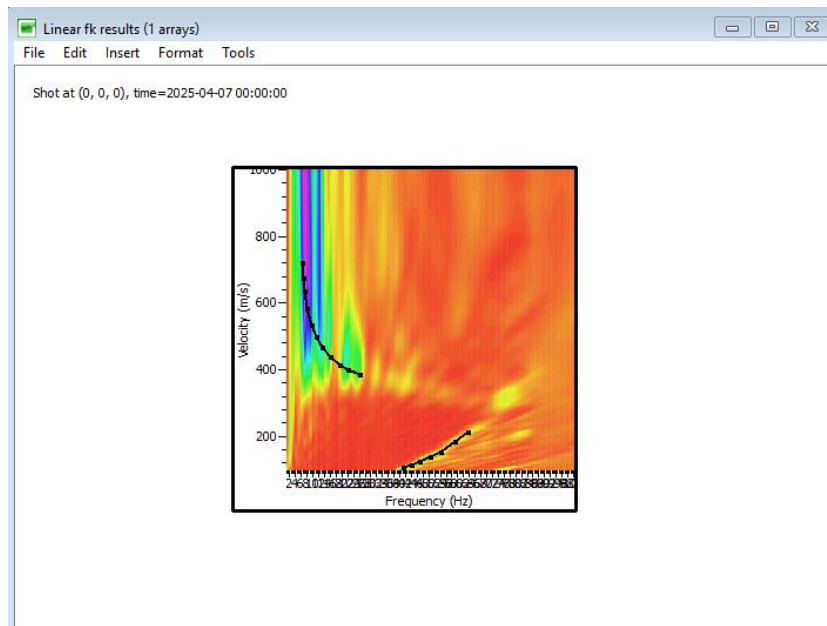 Linear fk results (1 arrays)
File Edit Insert Format Tools
Shot at (0, 0, 0), time=2025-04-07 00:00:00
1000
800
600
400
200
Velocity (m/s)
Frequency (Hz)